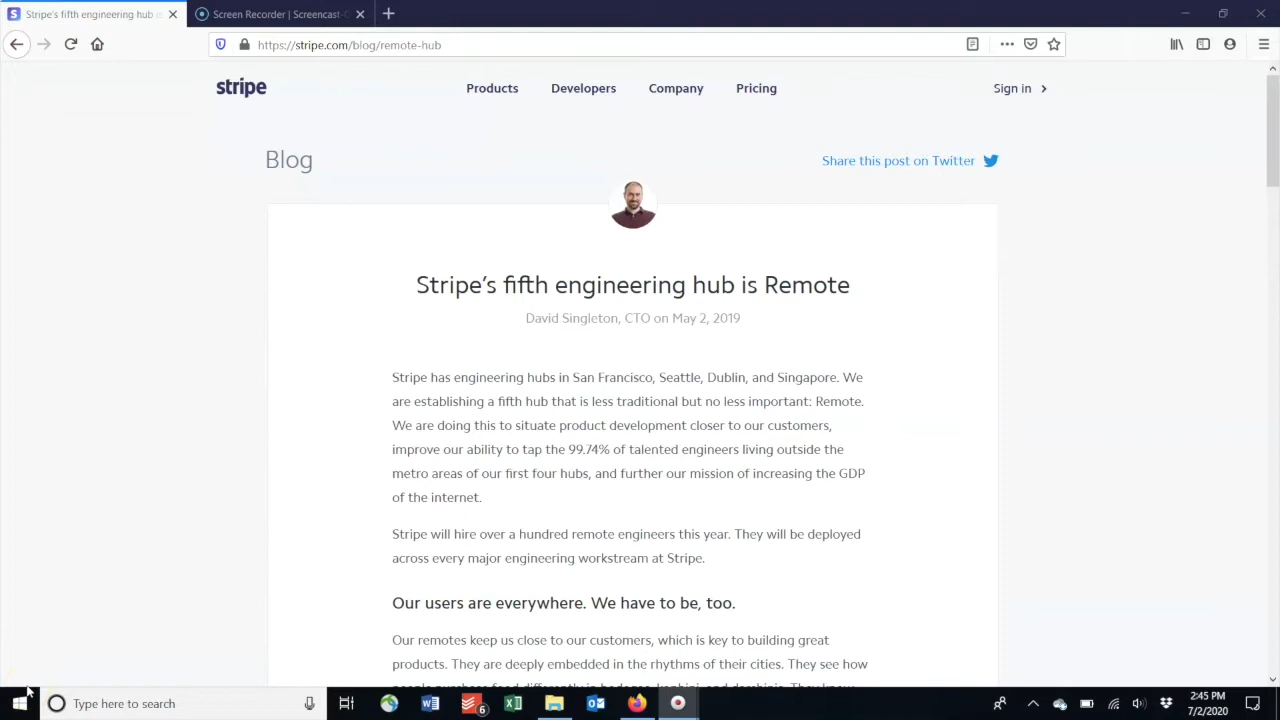 Stripe's fifth engineering hub is
Screen Recorder | Screencast-O
https://stripe.com/blog/remote-hub
stripe
Products
Developers
Company
Pricing
Sign in
Blog
Share this post on Twitter
Stripe's fifth engineering hub is Remote
David Singleton, CTO on May 2, 2019
Stripe has engineering hubs in San Francisco, Seattle, Dublin, and Singapore. We
are establishing a fifth hub that is less traditional but no less important: Remote.
We are doing this to situate product development closer to our customers,
improve our ability to tap the 99.74% of talented engineers living outside the
metro areas of our first four hubs, and further our mission of increasing the GDP
of the internet.
Stripe will hire over a hundred remote engineers this year. They will be deployed
across every major engineering workstream at Stripe.
Our users are everywhere. We have to be, too.
Our remotes keep us close to our customers, which is key to building great
products. They are deeply embedded in the rhythms of their cities. They see how
Type here to search
6
2:45 PM
7/2/2020